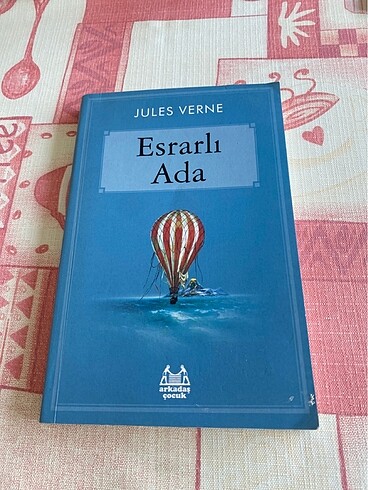 JULES VERNE
Esrarlı
Ada
arkadaş
çocuk